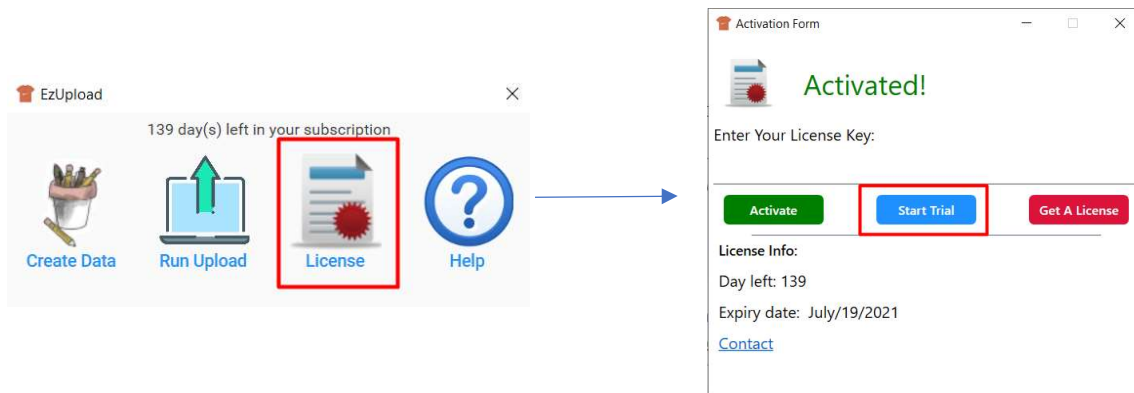 EzUpload
139 day(s) left in your subscription
Create Data
Run Upload
License
Help
Activation Form
Activated!
Enter Your License Key:
Activate
Start Trial
Get A License
License Info:
Day left: 139
Expiry date: July/19/2021
Contact